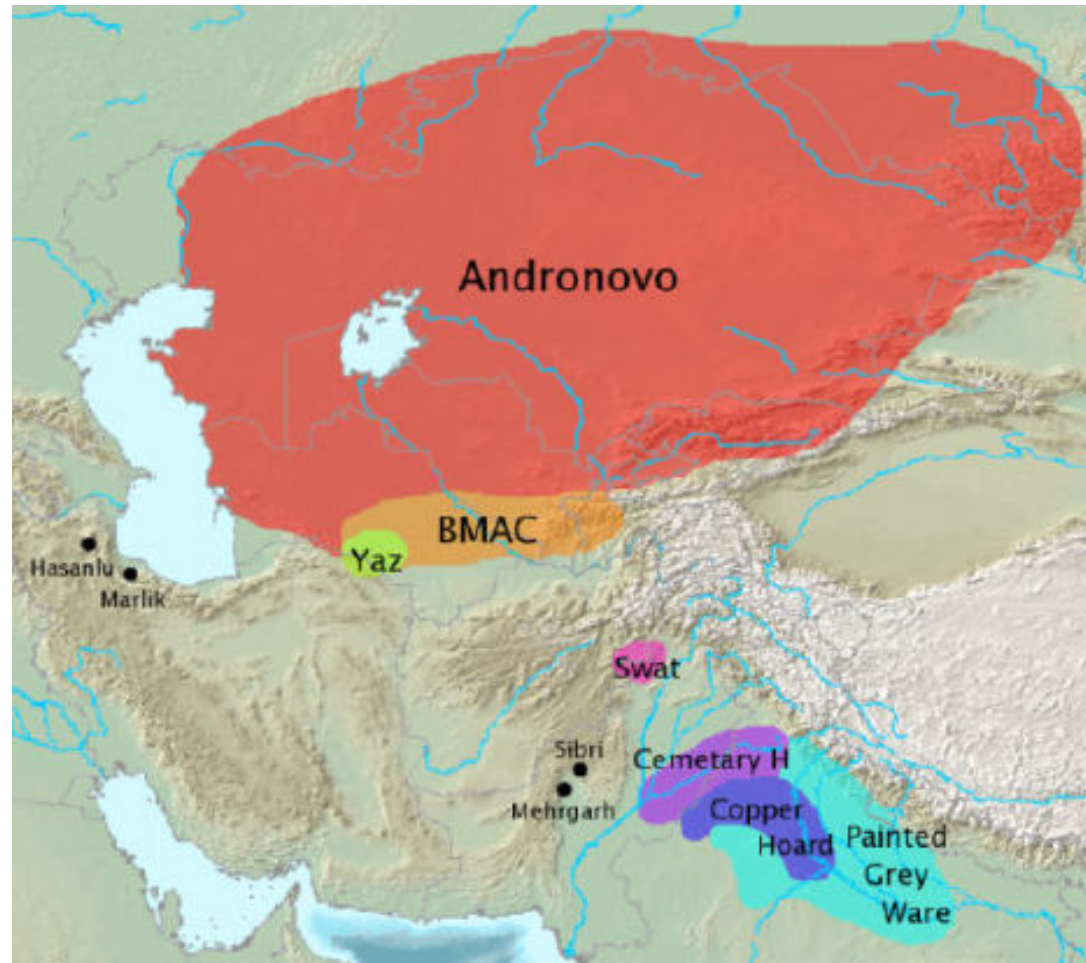 Andronovo
BMAC
Yaz
Hasanlu
Marlik
Swat
Sibri
Mehrgarh
Cemetary H
Copper
Hoard
Painted
Grey
Ware